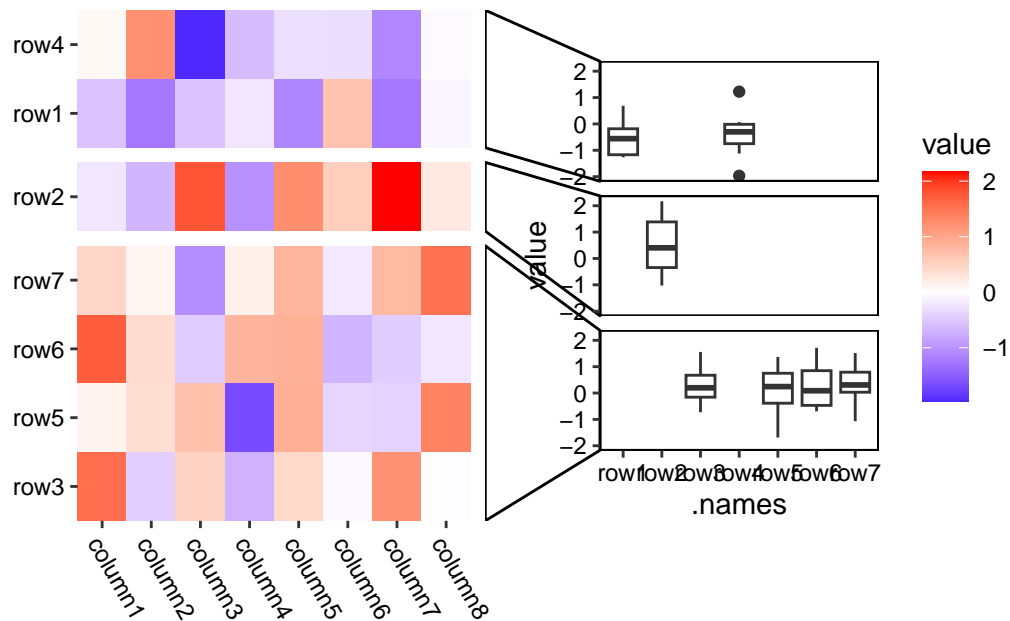 row4
row1
row2
row7
row6
row5
row3
column1
column2
column3
column4
column5
column6
column7
column8
value
2
1
0
−1
−2
2
1
0
−1
−2
2
1
0
−1
−2
row1 row2 row3 row4 row5 row6 row7
.names
value
2
1
0
−1